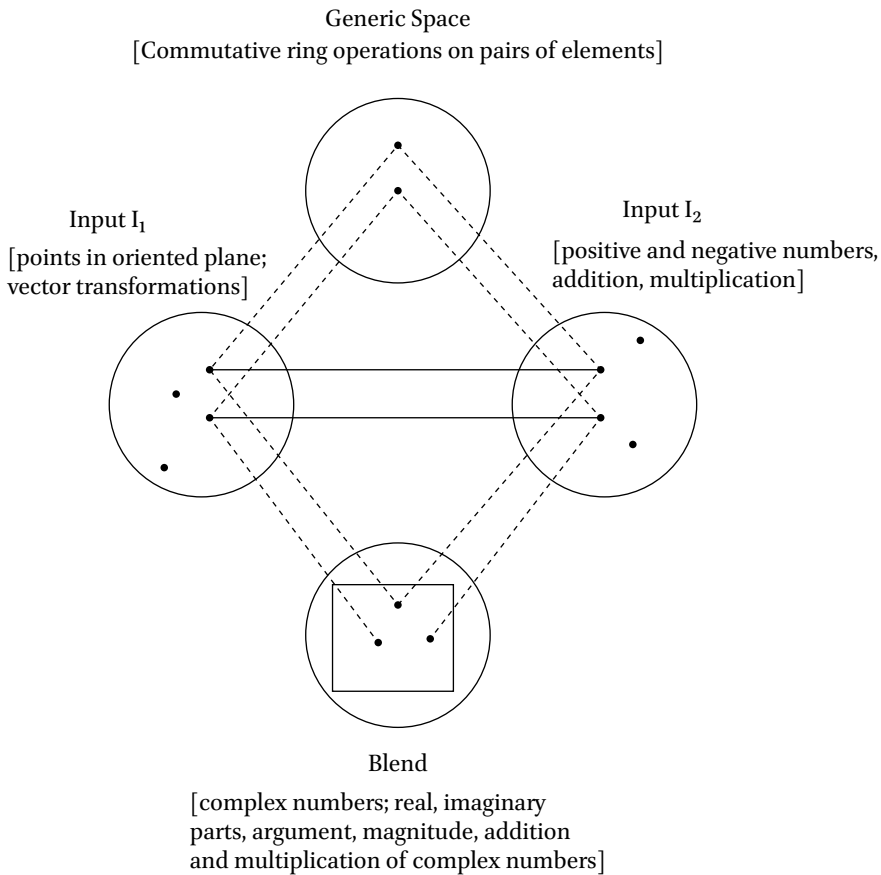 Generic Space
[Commutative ring operations on pairs of elements]
Input I₁
[points in oriented plane;
vector transformations]
Input I₂
[positive and negative numbers,
addition, multiplication]
Blend
[complex numbers; real, imaginary
parts, argument, magnitude, addition
and multiplication of complex numbers]